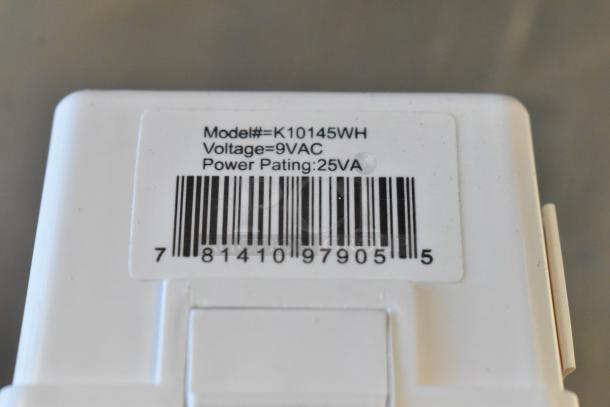 Model#=K10145WH
Voltage=9VAC
Power Pating:25VA
7 81410 97905 5